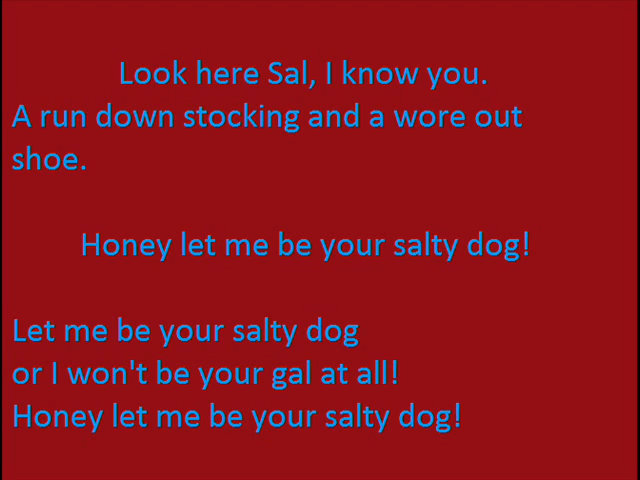 Look here Sal, I know you.
A run down stocking and a wore out
shoe.
Honey let me be your salty dog!
Let me be your salty dog
or I won't be your gal at all!
Honey let me be your salty dog!